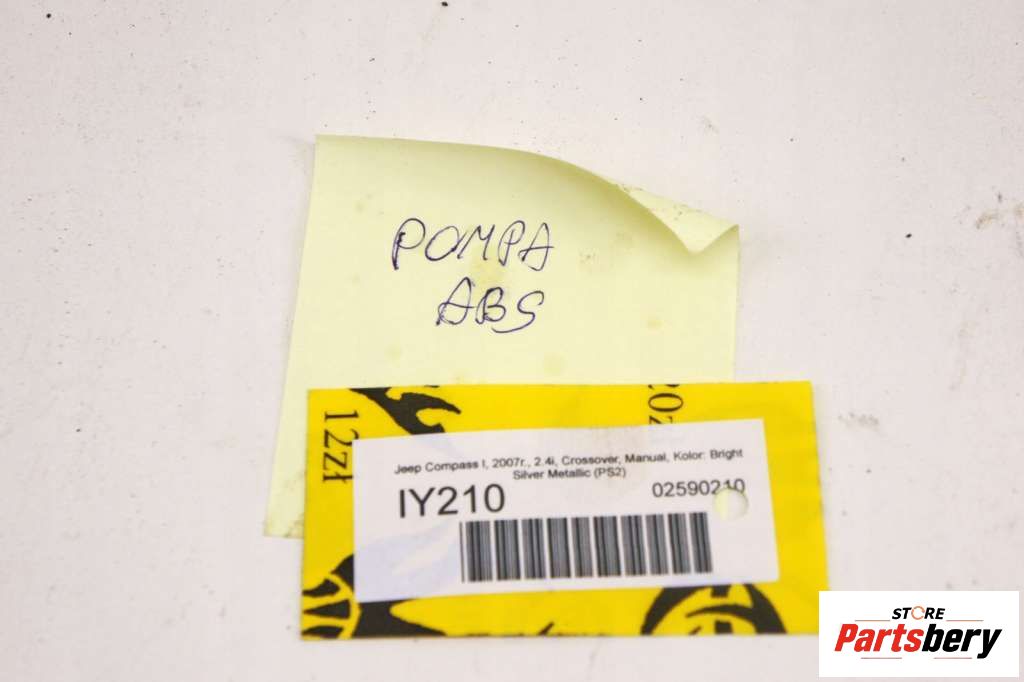 POMPA
ABS
12zł
Jeep Compass I, 2007r., 2.4i, Crossover, Manual, Kolor: Bright
Silver Metallic (PS2)
IY210
02590210
STORE
Partsbery